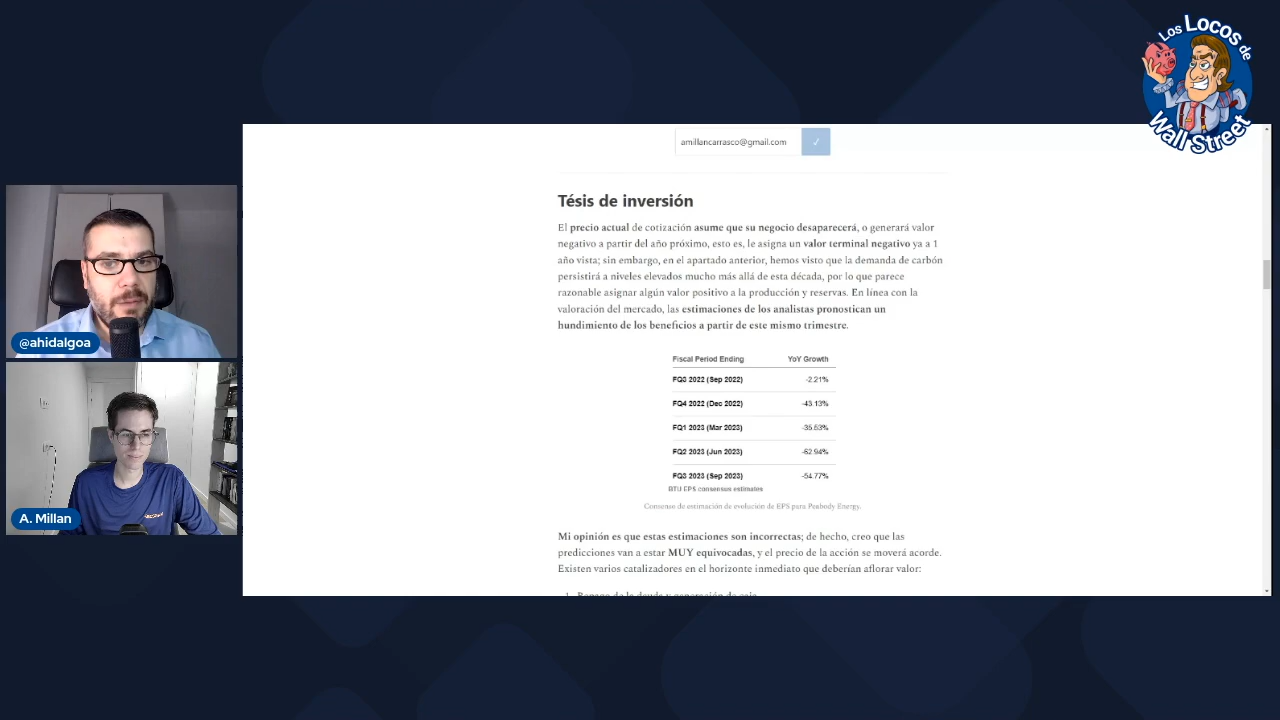 Los Locos de
Wall Street
amillancarrasco@gmail.com
Tésis de inversión
El precio actual de cotización asume que su negocio desaparecerá, o generará valor
negativo a partir del año próximo, esto es, le asigna un valor terminal negativo ya a 1
año vista; sin embargo, en el apartado anterior, hemos visto que la demanda de carbón
persistirá a niveles elevados mucho más allá de esta década, por lo que parece
razonable asignar algún valor positivo a la producción y reservas. En línea con la
valoración del mercado, las estimaciones de los analistas pronostican un
hundimiento de los beneficios a partir de este mismo trimestre.
Fiscal Period Ending YoY Growth
FQ3 2022 (Sep 2022) -2.21%
FQ4 2022 (Dec 2022) -43.13%
FQ1 2023 (Mar 2023) -35.53%
FQ2 2023 (Jun 2023) -62.94%
FQ3 2023 (Sep 2023) -54.77%
BTU EPS consensus estimates
Consenso de estimación de evolución de EPS para Peabody Energy.
Mi opinión es que estas estimaciones son incorrectas; de hecho, creo que las
predicciones van a estar MUY equivocadas, y el precio de la acción se moverá acorde.
Existen varios catalizadores en el horizonte inmediato que deberían aflorar valor:
1. Repago de la deuda y generación de caja
@ahidalgoa
A. Millan